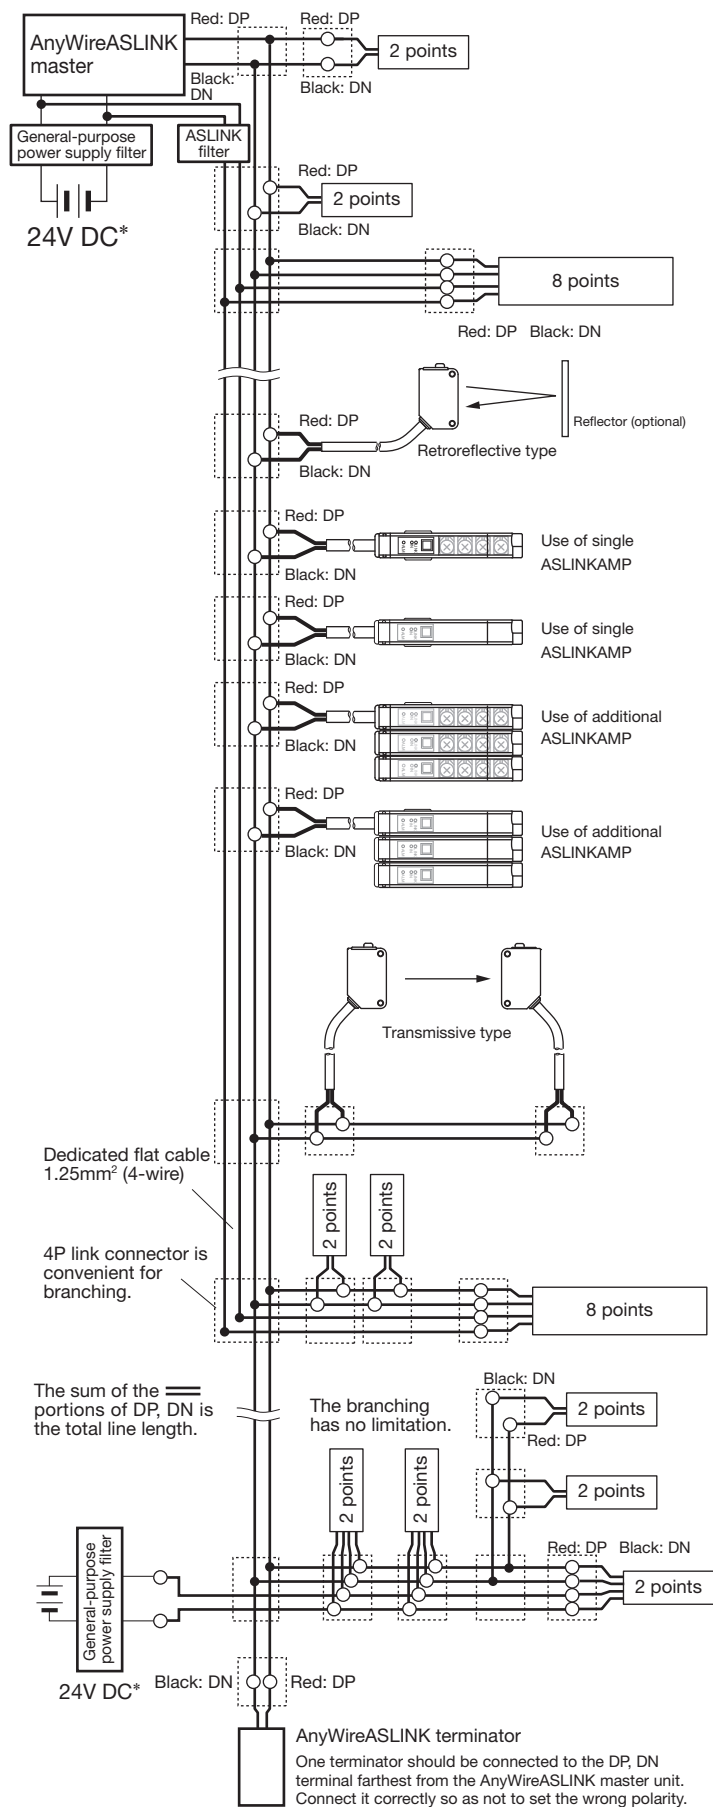 Red: DP
Red: DP
AnyWireASLINK
master
2 points
Black:
DN
Black: DN
General-purpose
power supply filter
ASLINK
filter
Red: DP
2 points
24V DC*
Black: DN
8 points
Red: DP Black: DN
Red: DP
Reflector (optional)
Retroreflective type
Black: DN
Red: DP
Use of single
ASLINKAMP
Black: DN
Red: DP
Use of single
ASLINKAMP
Black: DN
Red: DP
Use of additional
ASLINKAMP
Black: DN
Red: DP
Use of additional
ASLINKAMP
Black: DN
Transmissive type
Dedicated flat cable
1.25mm² (4-wire)
2 points
2 points
4P link connector is
convenient for
branching.
8 points
The sum of the
portions of DP, DN is
the total line length.
The branching
has no limitation.
Black: DN
2 points
Red: DP
2 points
2 points
2 points
General-purpose
power supply filter
Red: DP Black: DN
2 points
24V DC*
Black: DN
Red: DP
AnyWireASLINK terminator
One terminator should be connected to the DP, DN
terminal farthest from the AnyWireASLINK master unit.
Connect it correctly so as not to set the wrong polarity.